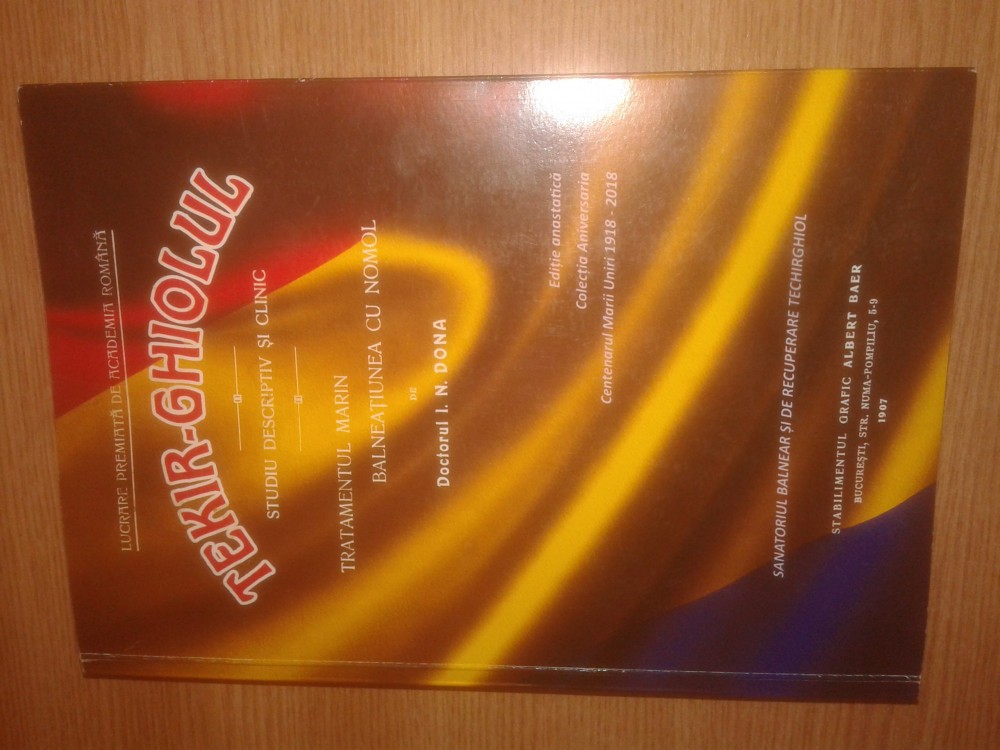 LUCRARE PREMIATĂ DE ACADEMIA ROMÂNĂ
TEKIR-GHIOLUL
STUDIU DESCRIPTIV ȘI CLINIC
TRATAMENTUL MARIN
BALNEAȚIUNEA CU NOMOL
DE
Doctorul I. N. DONA
Ediție anastatică
Colecția Aniversaria
Centenarul Marii Uniri 1918 - 2018
SANATORIUL BALNEAR ȘI DE RECUPERARE TECHIRGHIOL
STABILIMENTUL GRAFIC ALBERT BAER
BUCUREȘTI, STR. NUMA-POMPILIU, 5-9
1907